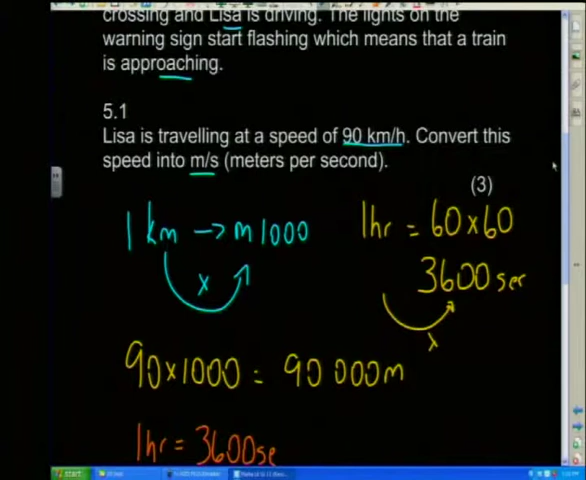 crossing and Lisa is driving. The lights on the
warning sign start flashing which means that a train
is approaching.
5.1
Lisa is travelling at a speed of 90 km/h. Convert this
speed into m/s (meters per second).
(3)
1 km → m 1000
x
1hr = 60 x 60
3600 ser
x
90 x 1000 = 90 000m
1hr = 3600se
start